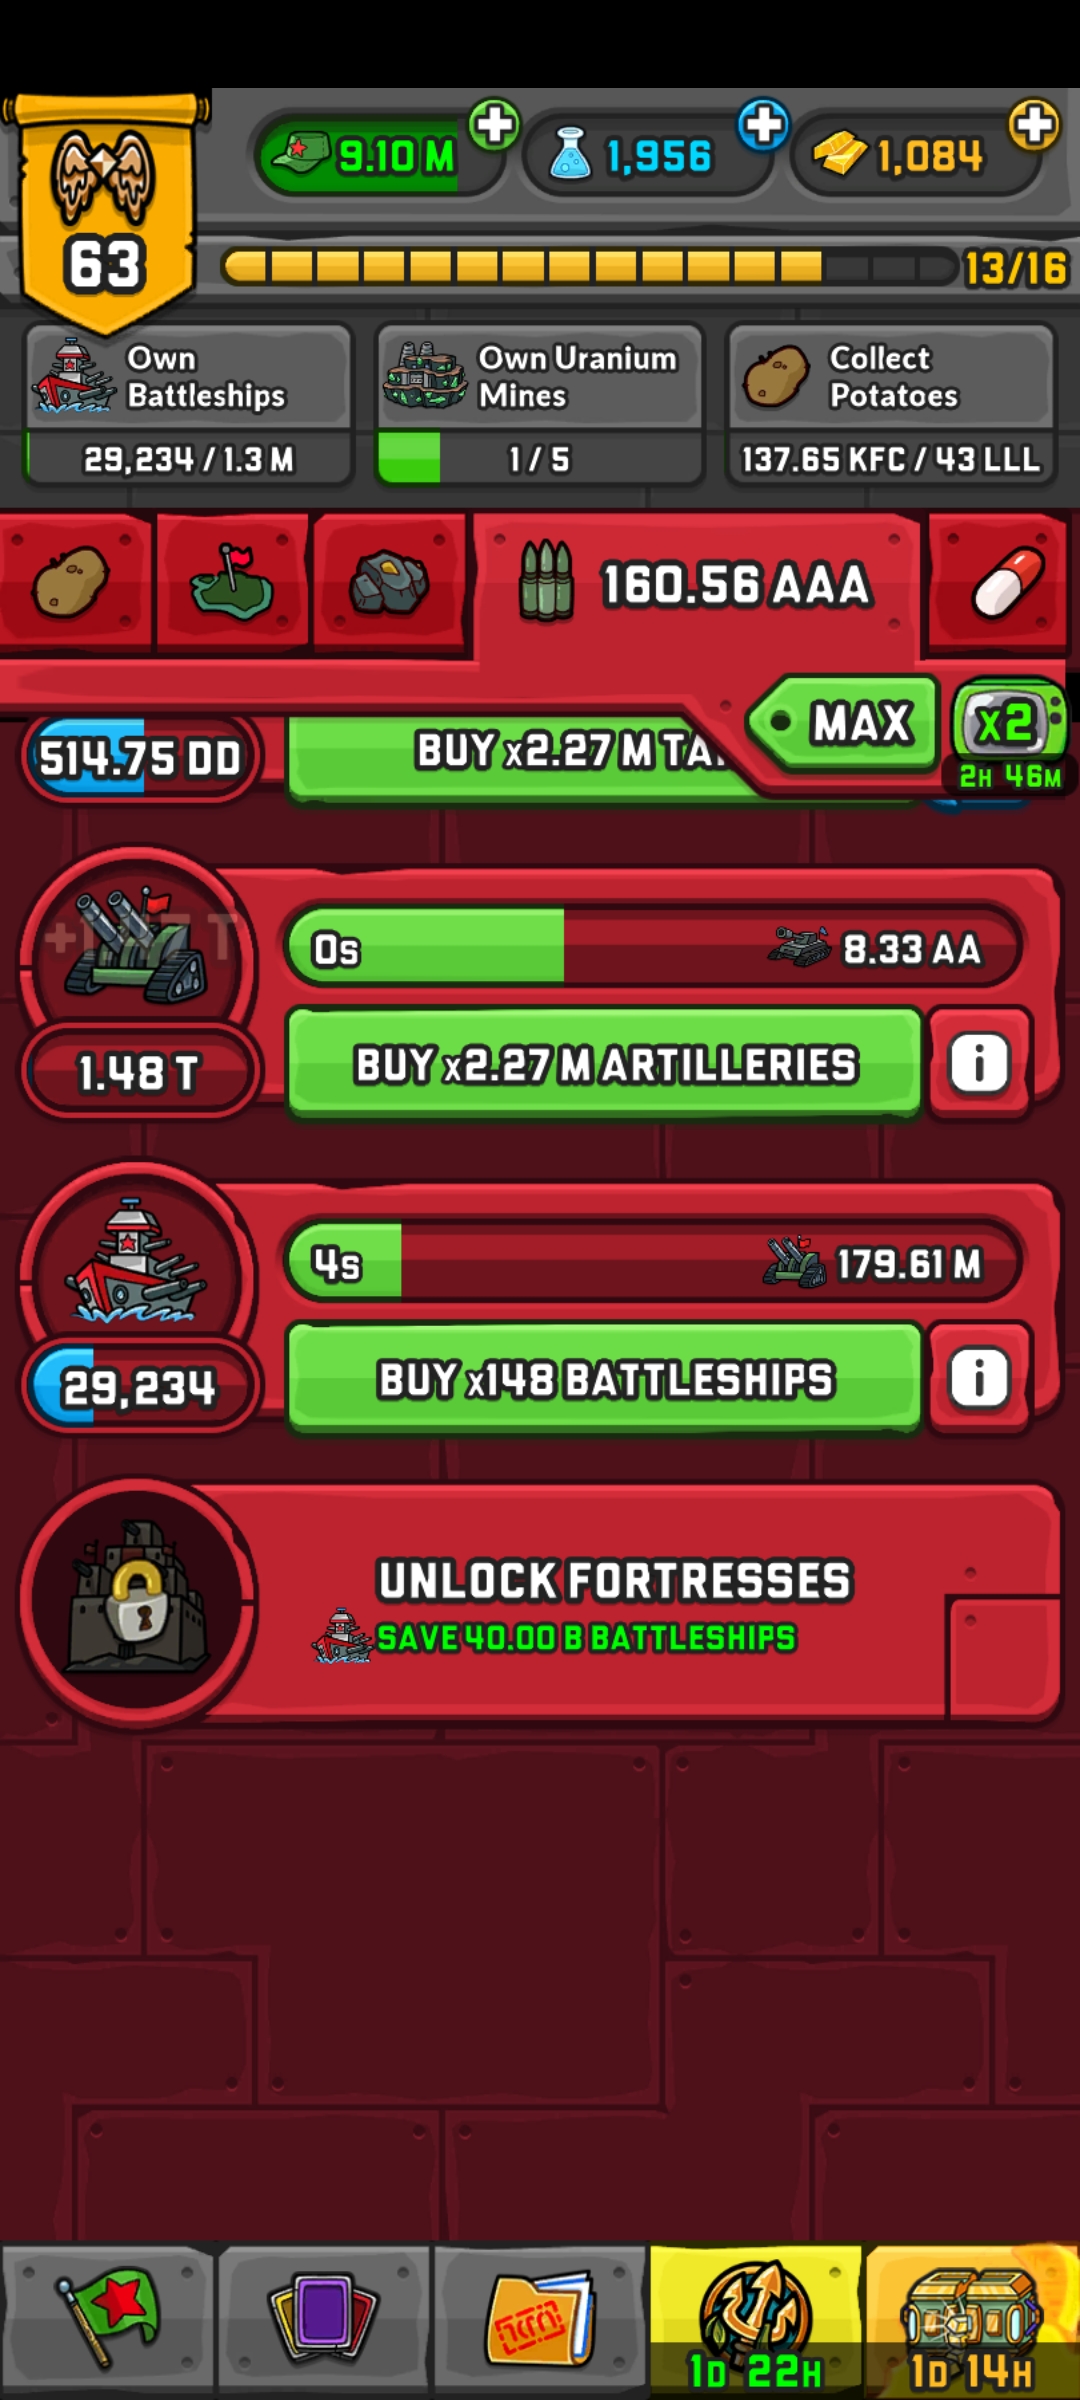 9.10 M
1,956
1,084
63
13/16
Own
Battleships
29,234 / 1.3 M
Own Uranium
Mines
1 / 5
Collect
Potatoes
137.65 KFC / 43 LLL
160.56 AAA
MAX
x2
2H 46M
514.75 DD
BUY x2.27 M TA
0s
8.33 AA
1.48 T
BUY x2.27 M ARTILLERIES
i
4s
179.61 M
29,234
BUY x148 BATTLESHIPS
i
UNLOCK FORTRESSES
SAVE 40.00 B BATTLESHIPS
1D 22H
1D 14H